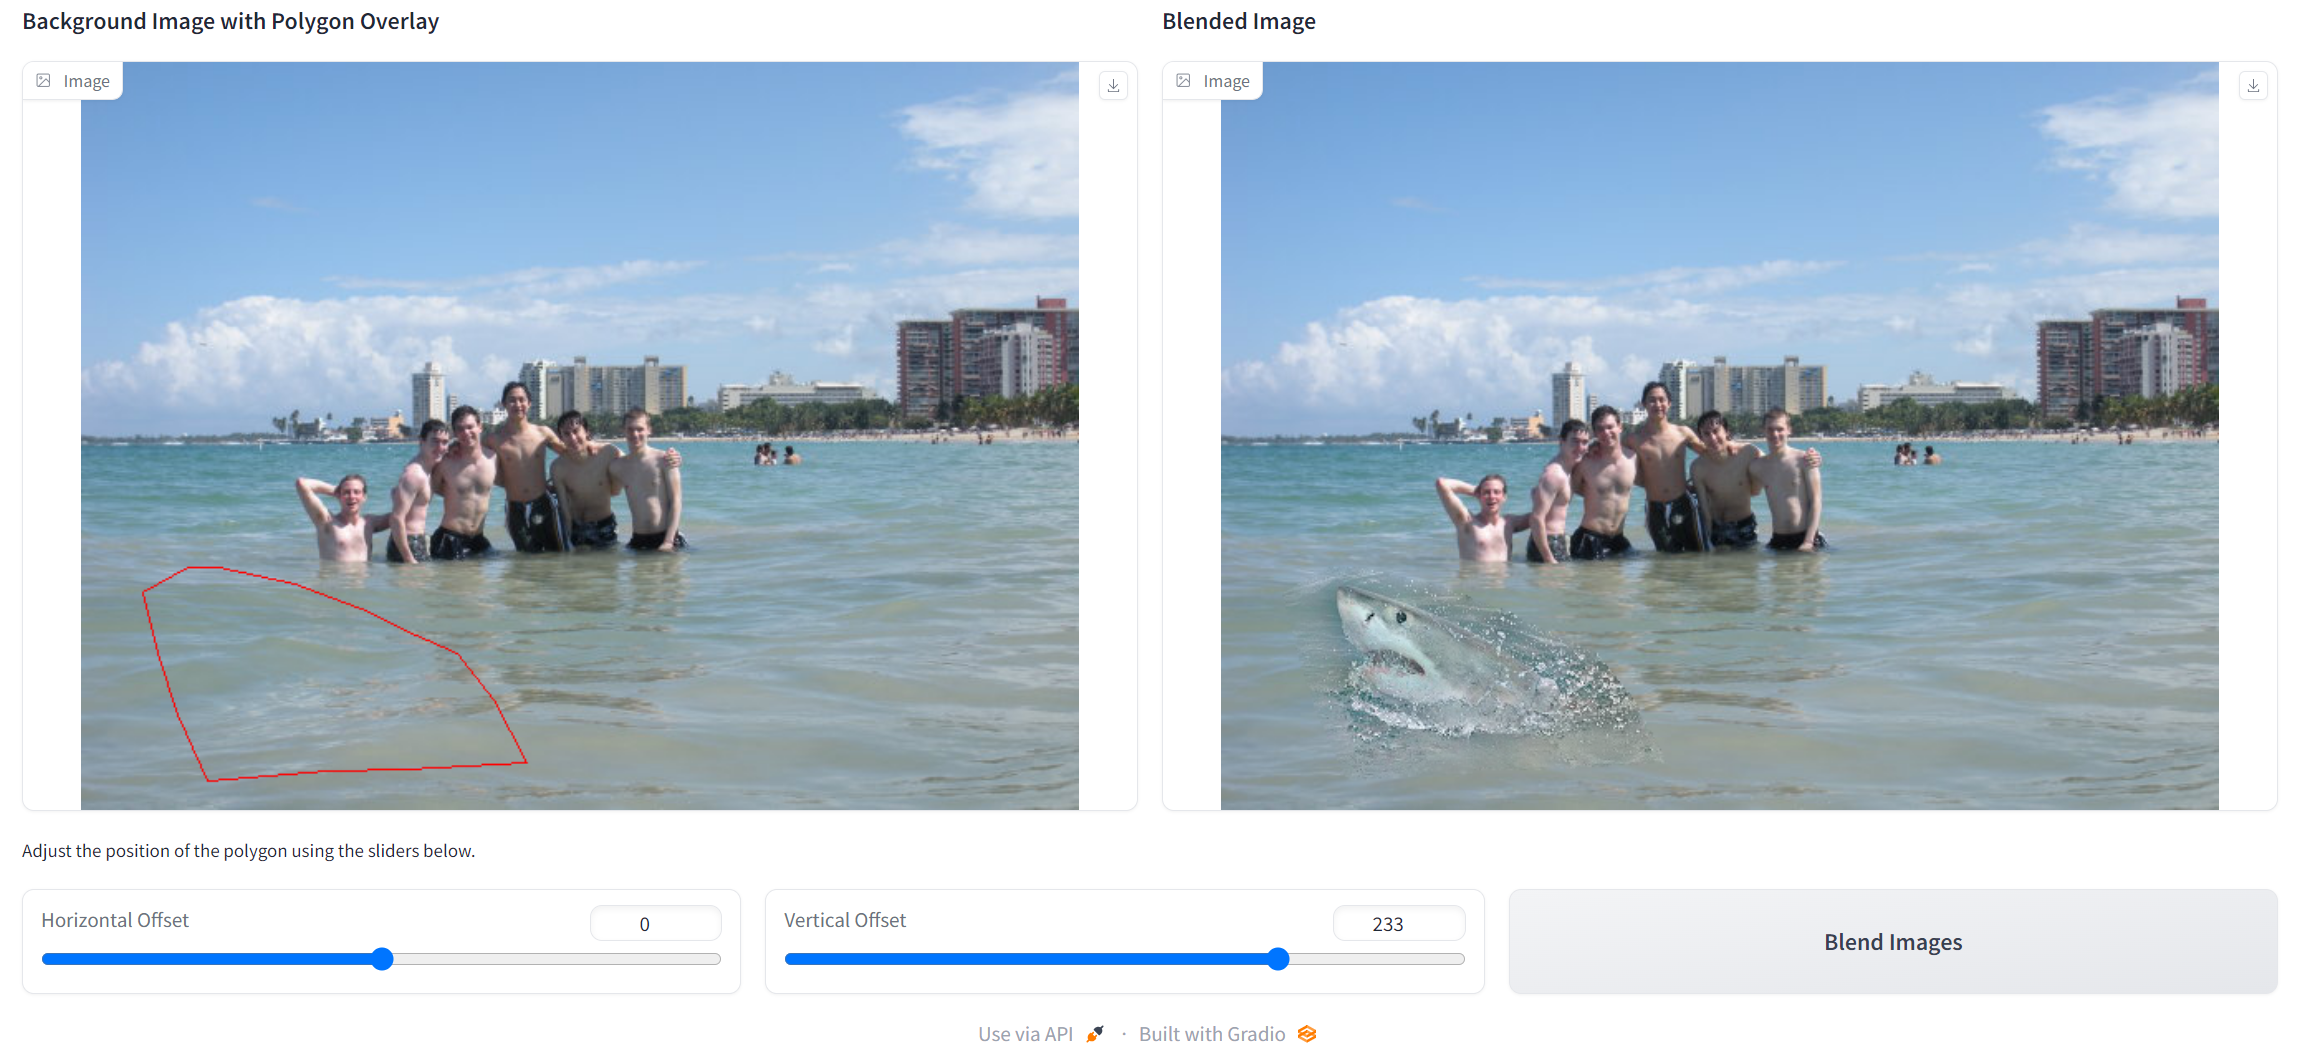 Background Image with Polygon Overlay
Blended Image
Image
Image
Adjust the position of the polygon using the sliders below.
Horizontal Offset
0
Vertical Offset
233
Blend Images
Use via API · Built with Gradio